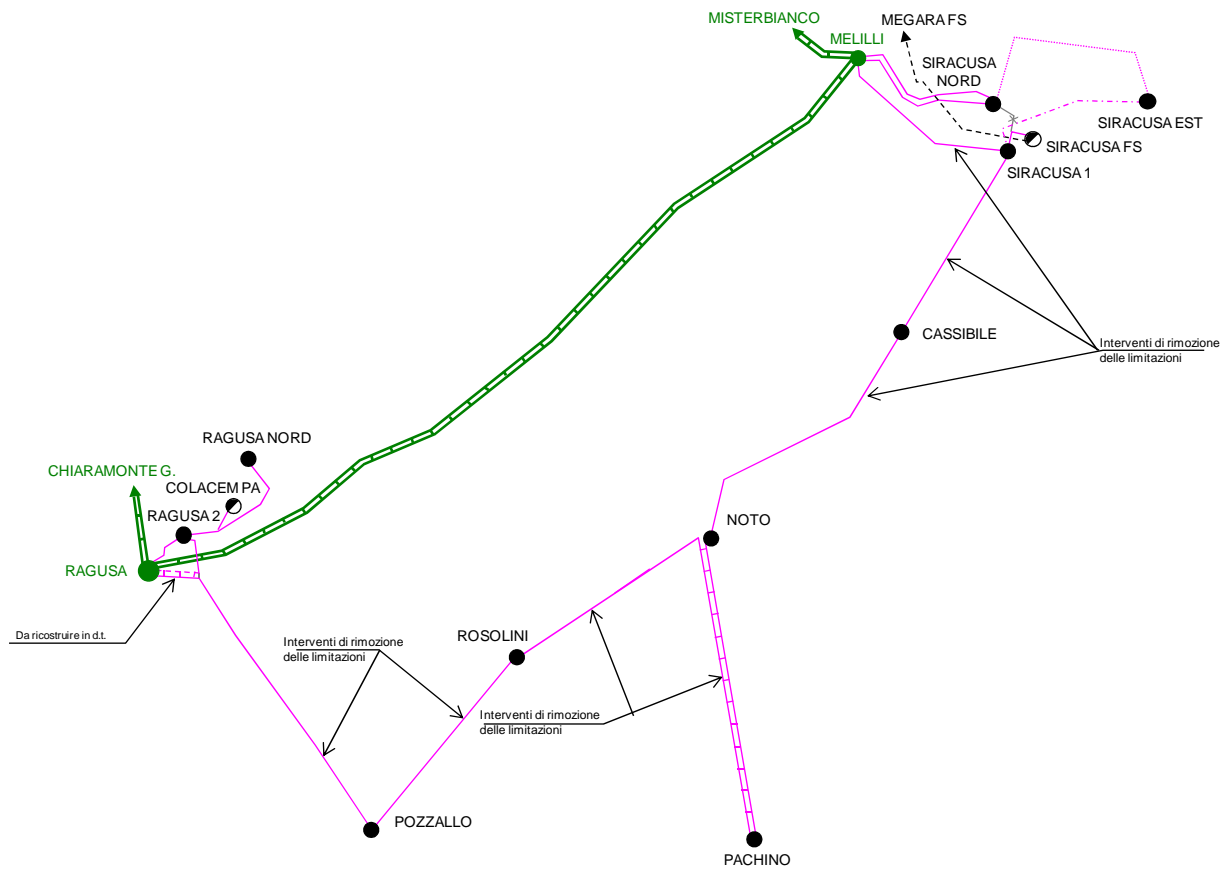 MISTERBIANCO
MEGARA FS
MELILLI
SIRACUSA
NORD
SIRACUSA EST
SIRACUSA FS
SIRACUSA 1
CASSIBILE
Interventi di rimozione
delle limitazioni
RAGUSA NORD
CHIARAMONTE G.
COLACEM PA
RAGUSA 2
NOTO
RAGUSA
Da ricostruire in d.t.
Interventi di rimozione
delle limitazioni
ROSOLINI
Interventi di rimozione
delle limitazioni
POZZALLO
PACHINO